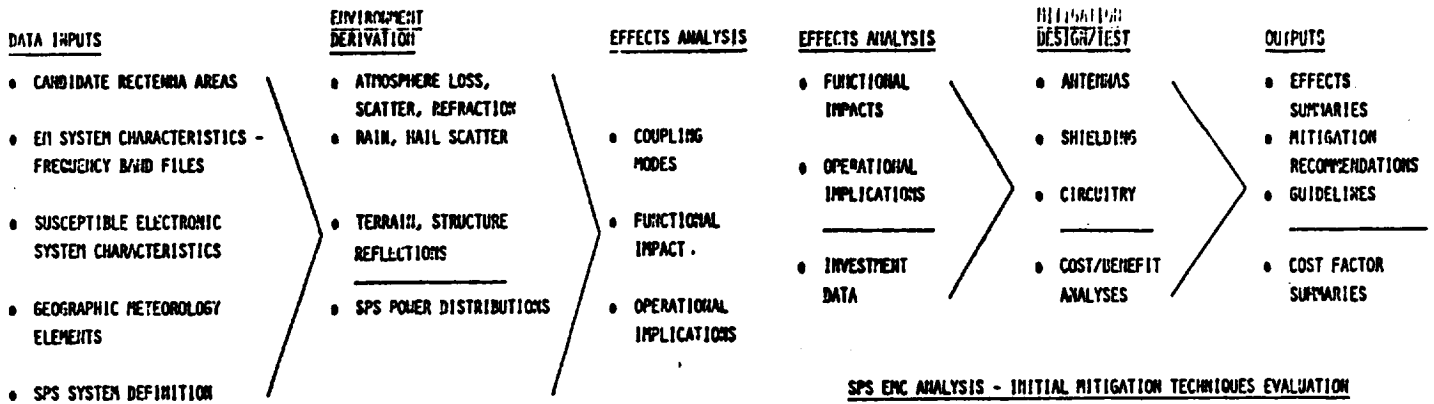 DATA INPUTS
• CANDIDATE RECTENNA AREAS
• EM SYSTEM CHARACTERISTICS -
FREQUENCY BAND FILES
• SUSCEPTIBLE ELECTRONIC
SYSTEM CHARACTERISTICS
• GEOGRAPHIC METEOROLOGY
ELEMENTS
• SPS SYSTEM DEFINITION
ENVIRONMENT
DERIVATION
• ATMOSPHERE LOSS,
SCATTER, REFRACTION
• RAIN, HAIL SCATTER
• TERRAIN, STRUCTURE
REFLECTIONS
• SPS POWER DISTRIBUTIONS
EFFECTS ANALYSIS
• COUPLING
MODES
• FUNCTIONAL
IMPACT .
• OPERATIONAL
IMPLICATIONS
EFFECTS ANALYSIS
• FUNCTIONAL
IMPACTS
• OPERATIONAL
IMPLICATIONS
• INVESTMENT
DATA
MITIGATION
DESIGN/TEST
• ANTENNAS
• SHIELDING
• CIRCUITRY
• COST/BENEFIT
ANALYSES
OUTPUTS
• EFFECTS
SUMMARIES
• MITIGATION
RECOMMENDATIONS
• GUIDELINES
• COST FACTOR
SUMMARIES
SPS EMC ANALYSIS - INITIAL MITIGATION TECHNIQUES EVALUATION